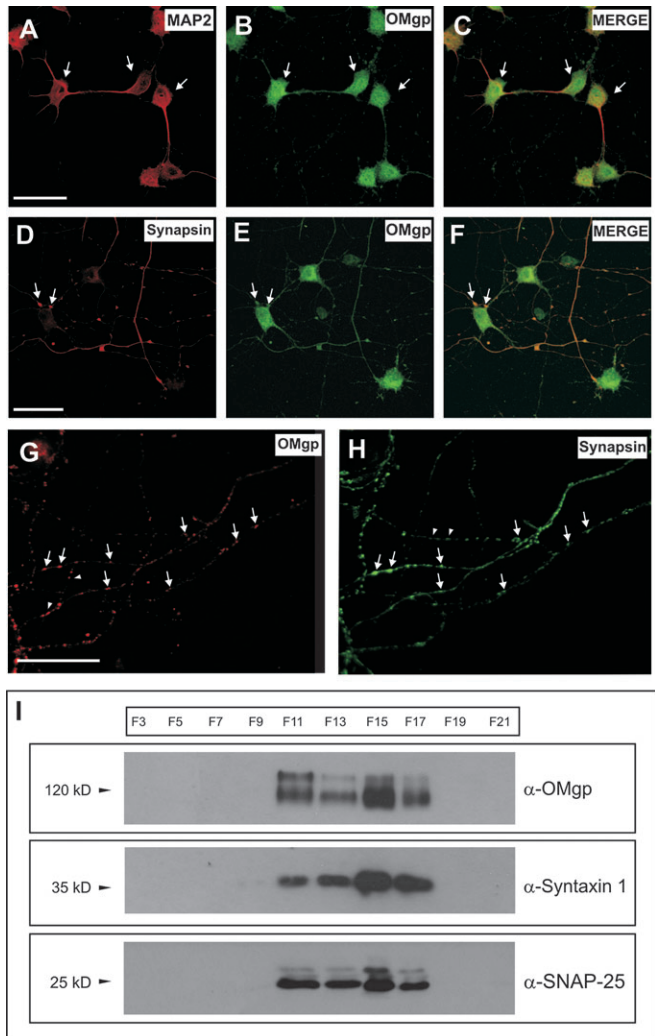 A MAP2 B OMgp C MERGE
D Synapsin E OMgp F MERGE
G OMgp H Synapsin
I
F3 F5 F7 F9 F11 F13 F15 F17 F19 F21
120 kD α-OMgp
35 kD α-Syntaxin 1
25 kD α-SNAP-25